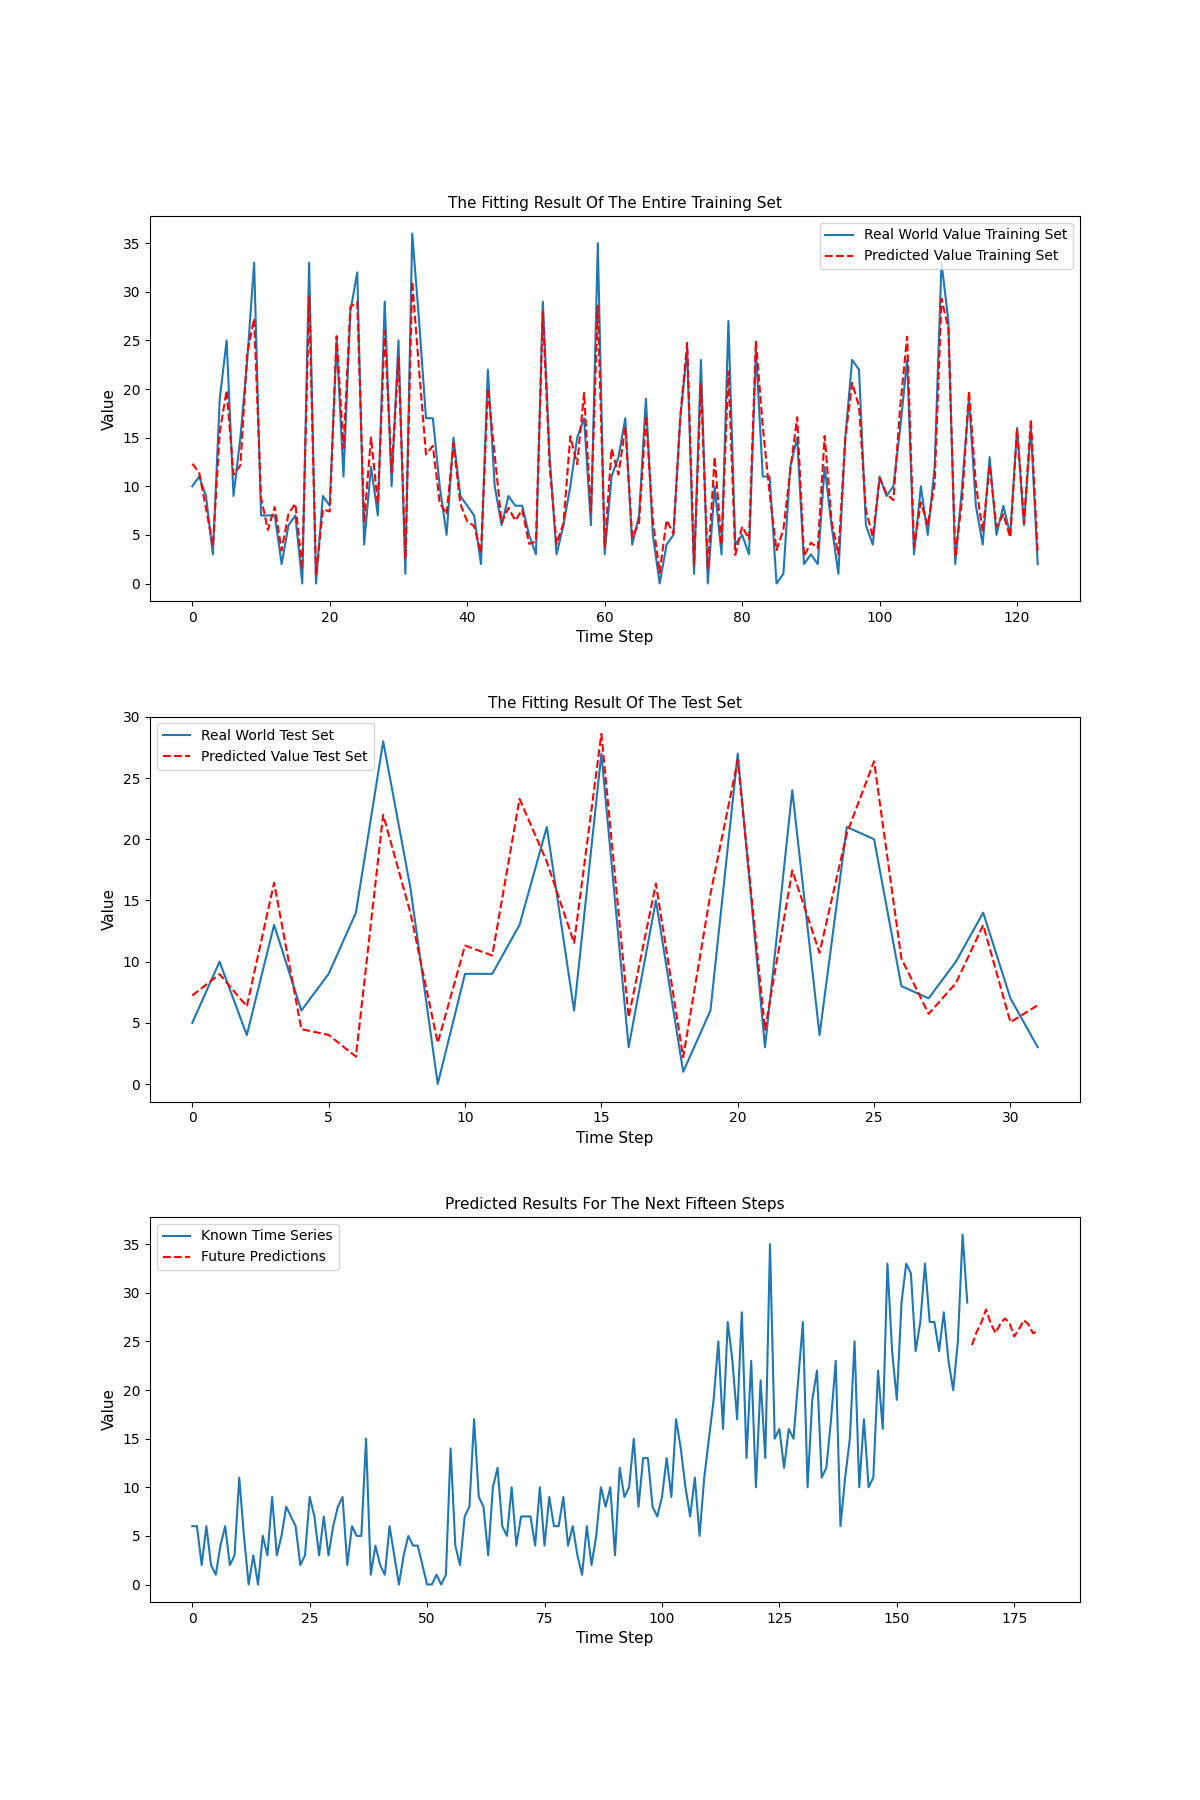 The Fitting Result Of The Entire Training Set
Real World Value Training Set
Predicted Value Training Set
Value
35
30
25
20
15
10
5
0
0 20 40 60 80 100 120
Time Step
The Fitting Result Of The Test Set
Real World Test Set
Predicted Value Test Set
Value
30
25
20
15
10
5
0
0 5 10 15 20 25 30
Time Step
Predicted Results For The Next Fifteen Steps
Known Time Series
Future Predictions
Value
35
30
25
20
15
10
5
0
0 25 50 75 100 125 150 175
Time Step